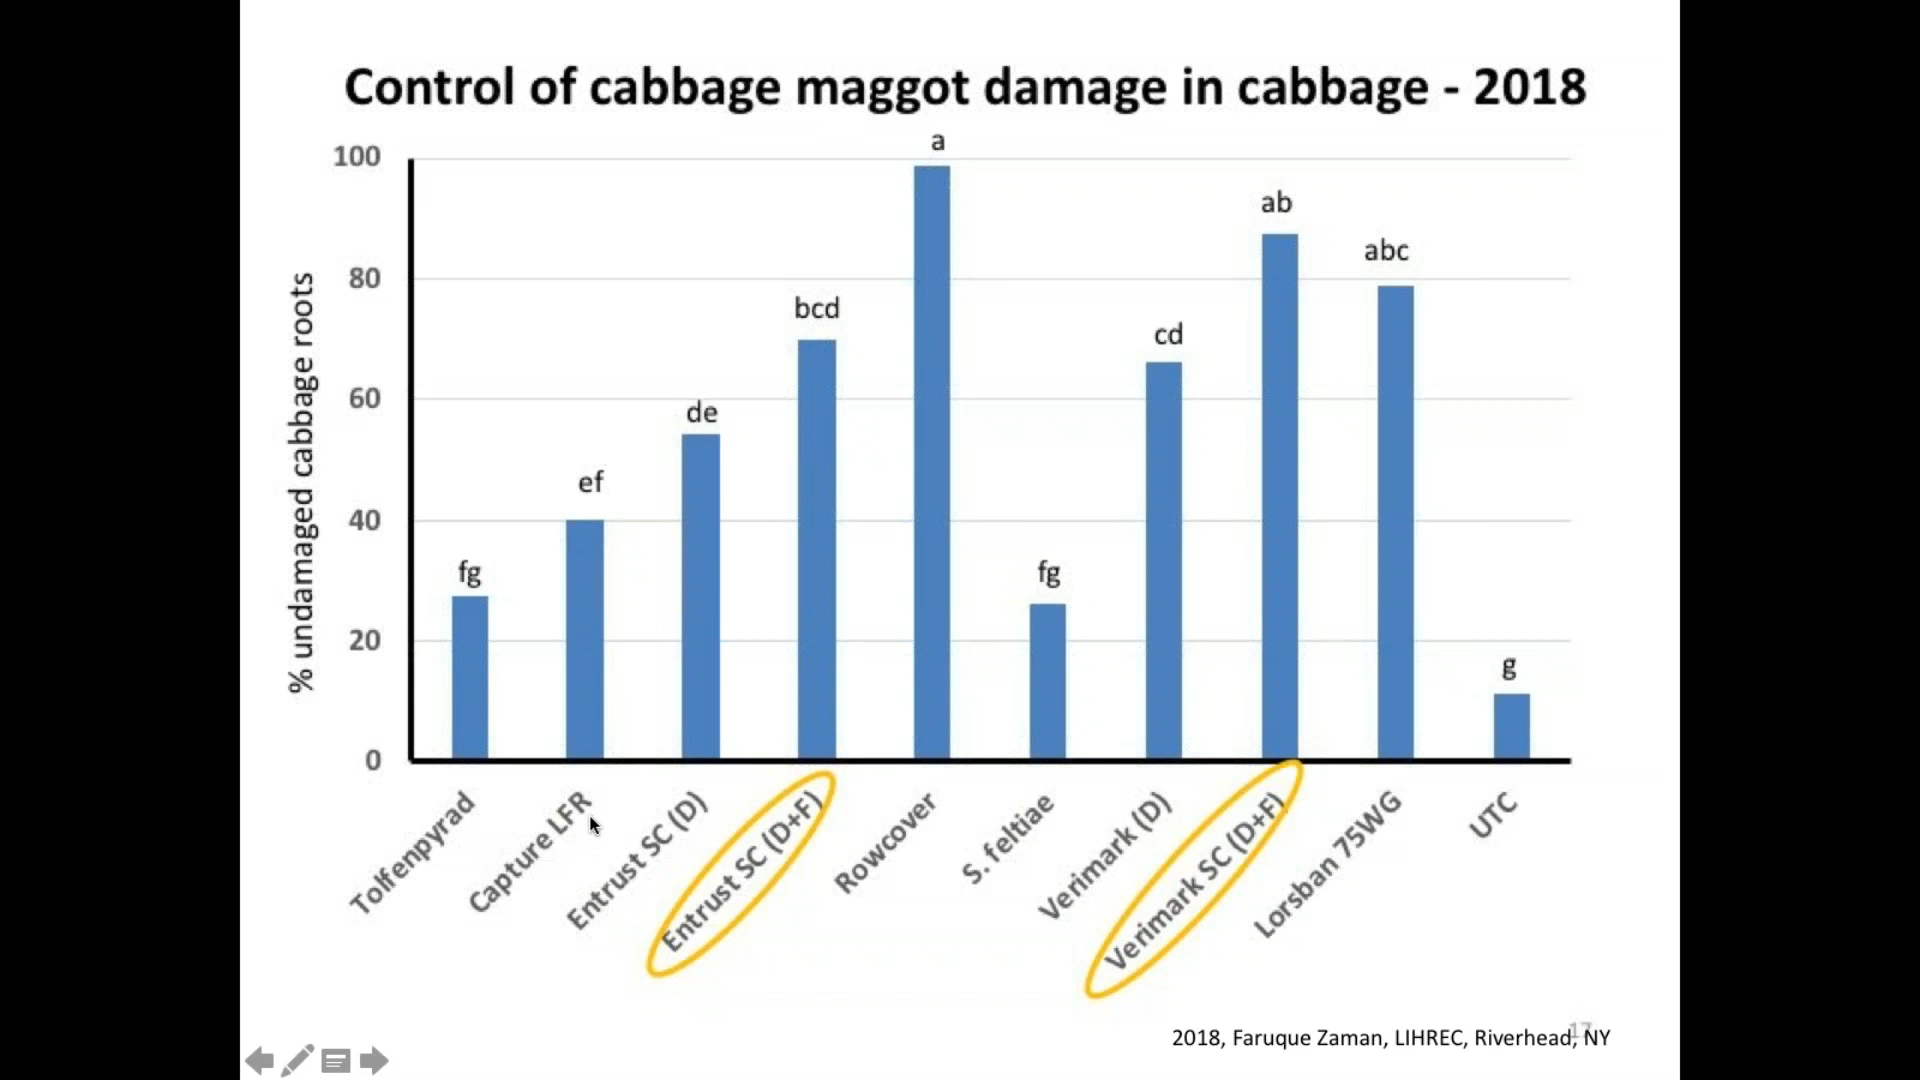 Control of cabbage maggot damage in cabbage - 2018
% undamaged cabbage roots
100
80
60
40
20
0
fg
ef
de
bcd
a
fg
cd
ab
abc
g
Tolfenpyrad
Capture LFR
Entrust SC (D)
Entrust SC (D+F)
Rowcover
S. feltiae
Verimark (D)
Verimark SC (D+F)
Lorsban 75WG
UTC
17
2018, Faruque Zaman, LIHREC, Riverhead, NY